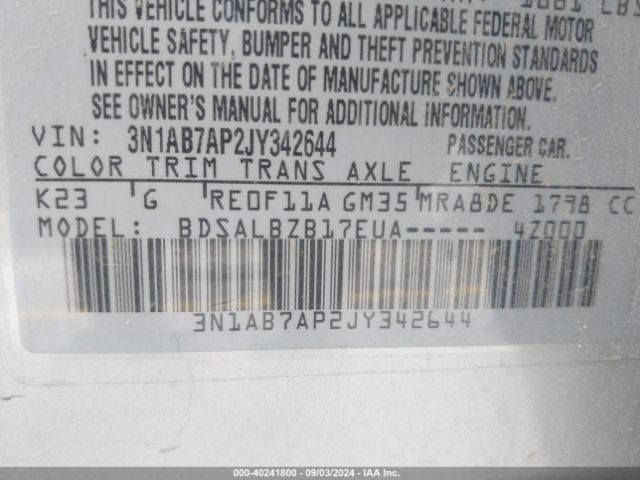 THIS VEHICLE CONFORMS TO ALL APPLICABLE FEDERAL MOTOR
VEHICLE SAFETY, BUMPER AND THEFT PREVENTION STANDARDS
IN EFFECT ON THE DATE OF MANUFACTURE SHOWN ABOVE.
SEE OWNER'S MANUAL FOR ADDITIONAL INFORMATION.
VIN: 3N1AB7AP2JY342644 PASSENGER CAR.
COLOR TRIM TRANS AXLE ENGINE
K23 G RE0F11A GM35 MRA8DE 1798 CC
MODEL: BDSALBZB17EUA----- 4Z000
3N1AB7AP2JY342644
000-40241800 - 09/03/2024 - IAA Inc.